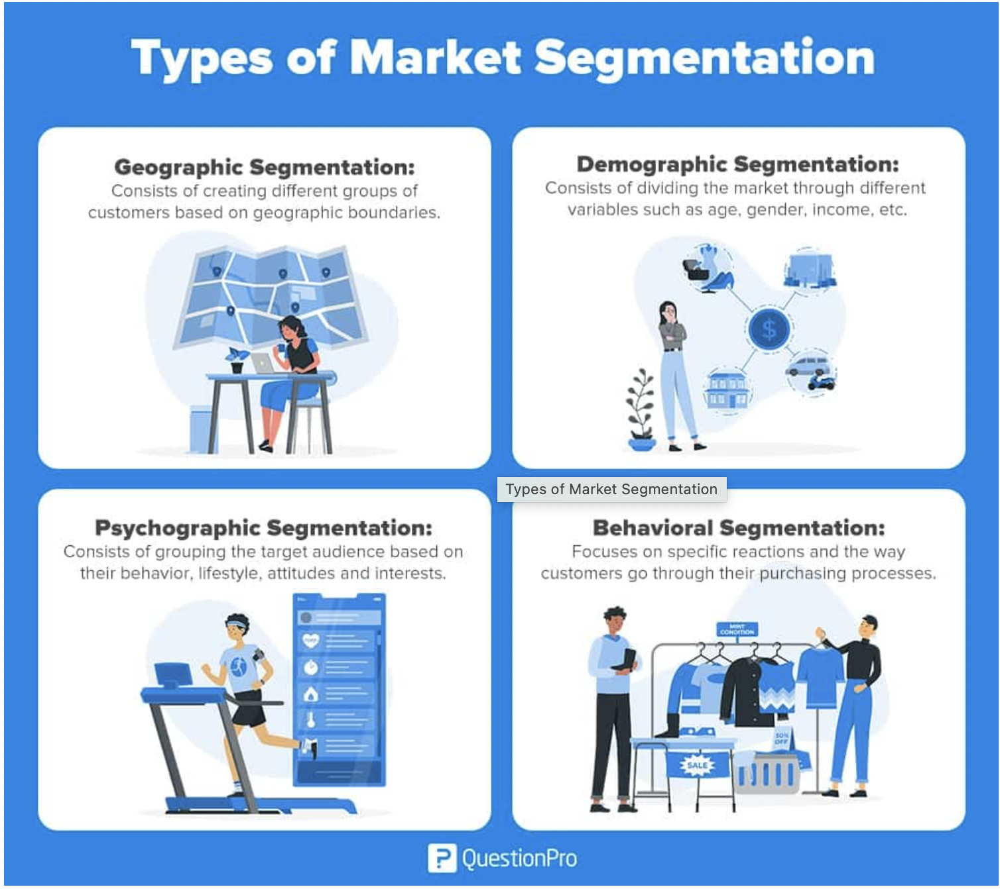 Types of Market Segmentation
Geographic Segmentation:
Consists of creating different groups of
customers based on geographic boundaries.
Demographic Segmentation:
Consists of dividing the market through different
variables such as age, gender, income, etc.
$
Types of Market Segmentation
Psychographic Segmentation:
Consists of grouping the target audience based on
their behavior, lifestyle, attitudes and interests.
Behavioral Segmentation:
Focuses on specific reactions and the way
customers go through their purchasing processes.
MINT
CONDITION
50%
OFF
SALE
QuestionPro